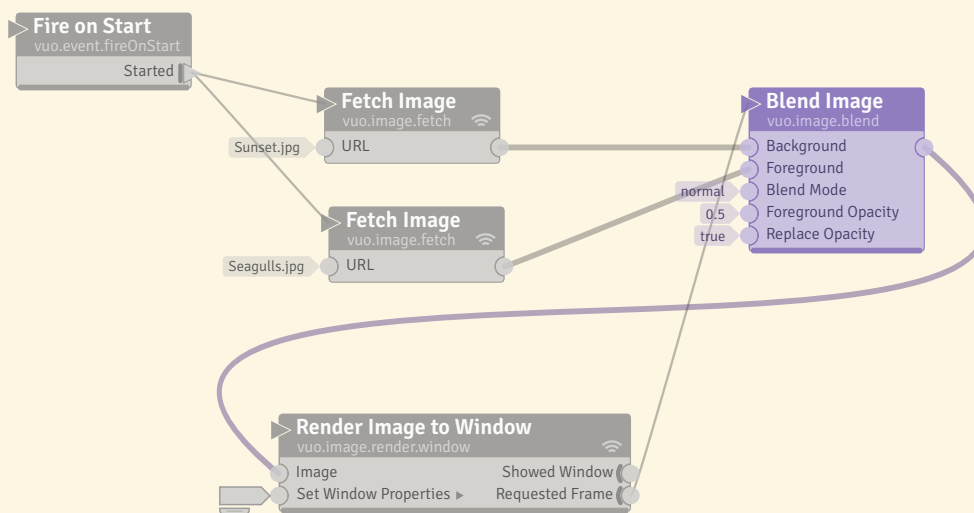 Fire on Start
vuo.event.fireOnStart
Started
Fetch Image
vuo.image.fetch
Sunset.jpg
URL
Fetch Image
vuo.image.fetch
Seagulls.jpg
URL
Blend Image
vuo.image.blend
Background
Foreground
normal
Blend Mode
0.5
Foreground Opacity
true
Replace Opacity
Render Image to Window
vuo.image.render.window
Image
Showed Window
Set Window Properties
Requested Frame